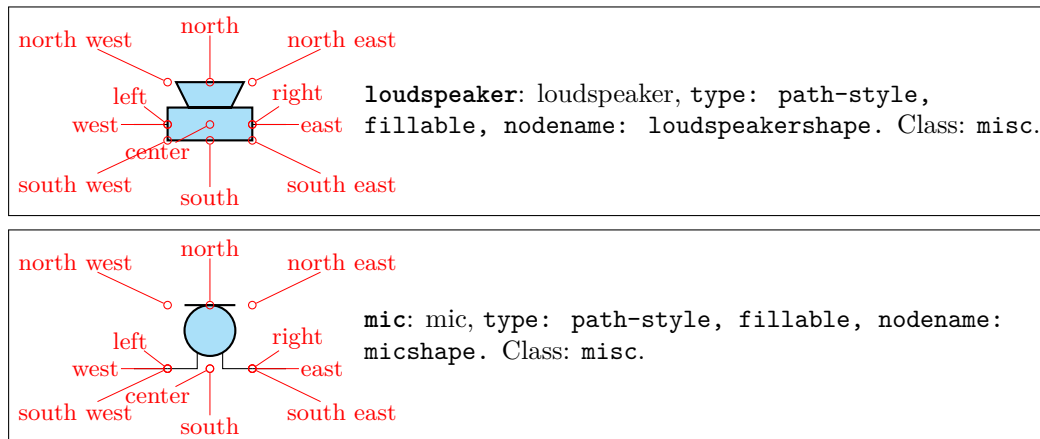 north
north west
north east
left
right
west
east
center
south west
south east
south
loudspeaker: loudspeaker, type: path-style,
fillable, nodename: loudspeakershape. Class: misc.
north
north west
north east
left
right
west
east
center
south west
south east
south
mic: mic, type: path-style, fillable, nodename:
micshape. Class: misc.